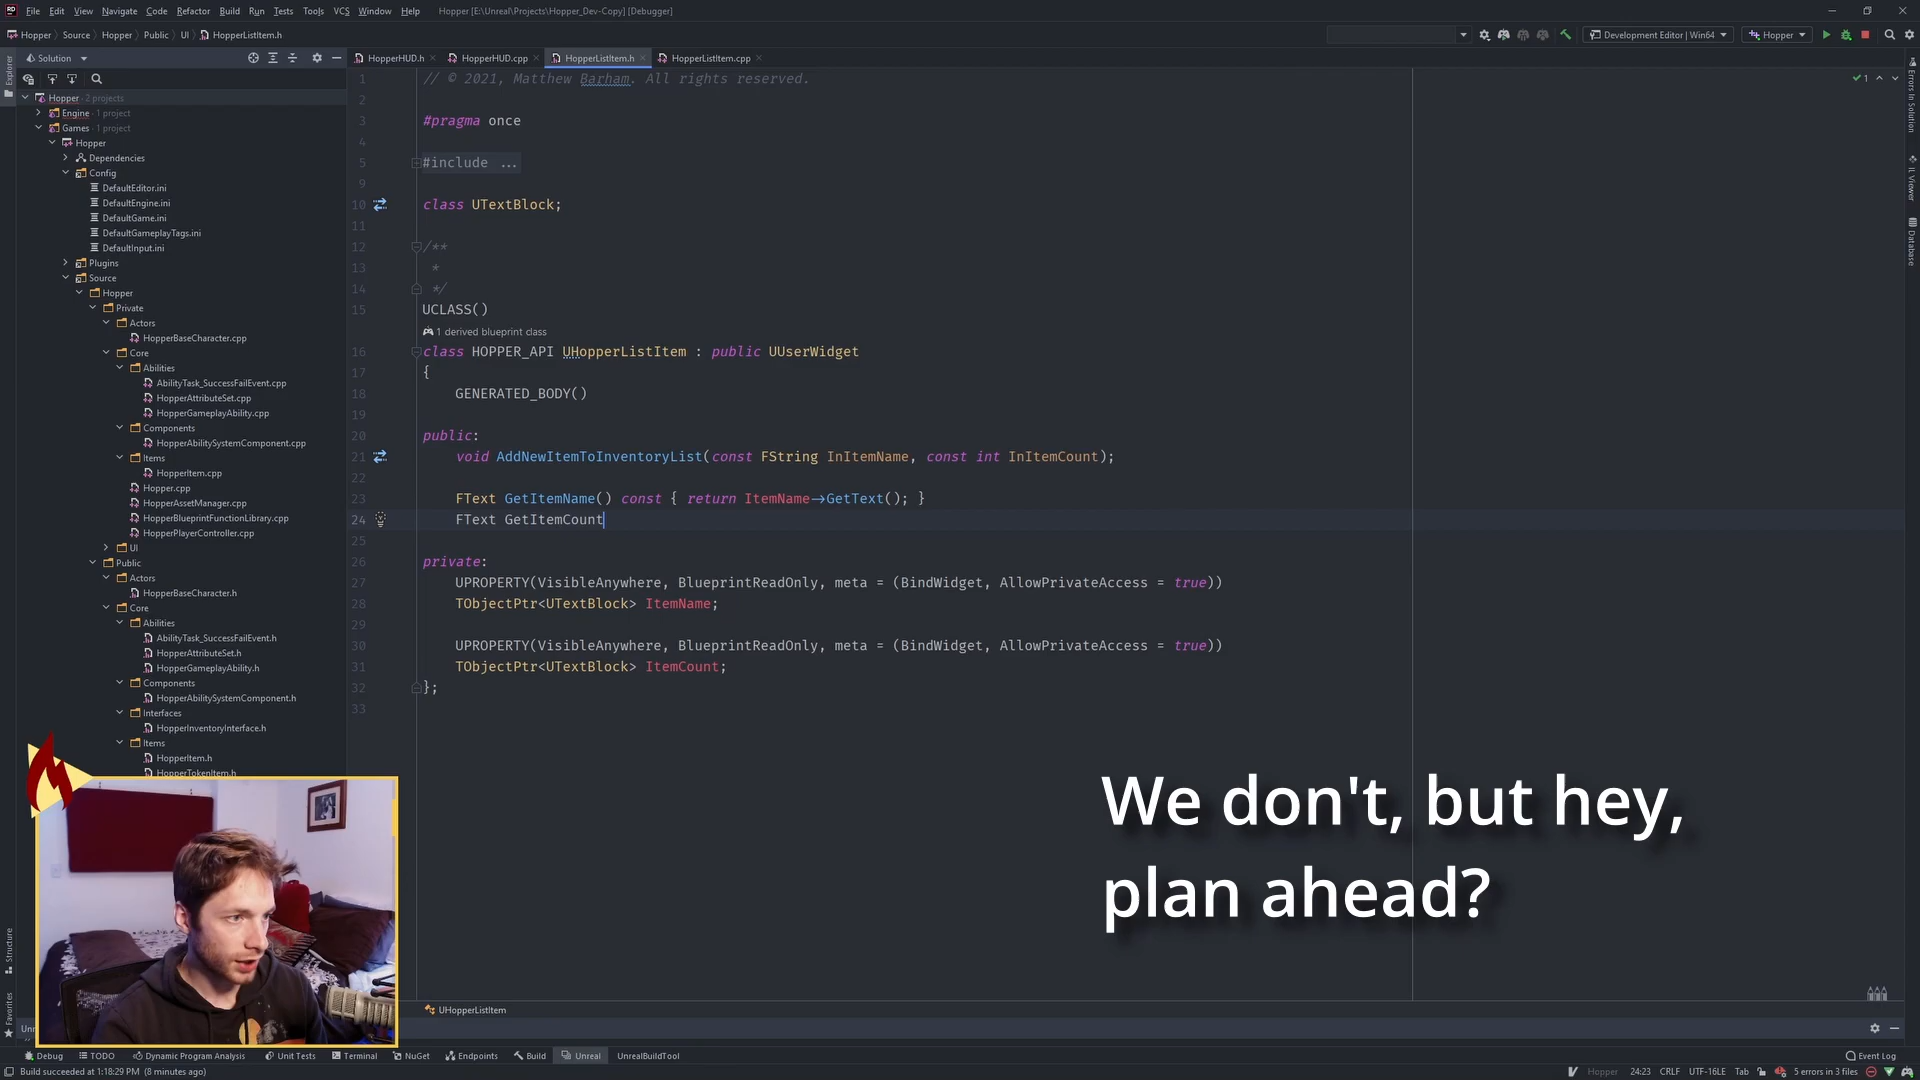 File Edit View Navigate Code Refactor Build Run Tests Tools VCS Window Help Hopper [E:\Unreal\Projects\Hopper_Dev-Copy] [Debugger]
Hopper Source Hopper Public UI HopperListItem.h
Development Editor | Win64 Hopper
Solution
HopperHUD.h HopperHUD.cpp HopperListItem.h HopperListItem.cpp
Explorer
Hopper · 2 projects
Engine · 1 project
Games · 1 project
Hopper
Dependencies
Config
DefaultEditor.ini
DefaultEngine.ini
DefaultGame.ini
DefaultGameplayTags.ini
DefaultInput.ini
Plugins
Source
Hopper
Private
Actors
HopperBaseCharacter.cpp
Core
Abilities
AbilityTask_SuccessFailEvent.cpp
HopperAttributeSet.cpp
HopperGameplayAbility.cpp
Components
HopperAbilitySystemComponent.cpp
Items
HopperItem.cpp
Hopper.cpp
HopperAssetManager.cpp
HopperBlueprintFunctionLibrary.cpp
HopperPlayerController.cpp
UI
Public
Actors
HopperBaseCharacter.h
Core
Abilities
AbilityTask_SuccessFailEvent.h
HopperAttributeSet.h
HopperGameplayAbility.h
Components
HopperAbilitySystemComponent.h
Interfaces
HopperInventoryInterface.h
Items
HopperItem.h
HopperTokenItem.h
1 // © 2021, Matthew Barham. All rights reserved.
2
3 #pragma once
4
5 #include ...
9
10 class UTextBlock;
11
12 /**
13 *
14 */
15 UCLASS()
1 derived blueprint class
16 class HOPPER_API UHopperListItem : public UUserWidget
17 {
18 GENERATED_BODY()
19
20 public:
21 void AddNewItemToInventoryList(const FString InItemName, const int InItemCount);
22
23 FText GetItemName() const { return ItemName→GetText(); }
24 FText GetItemCount
25
26 private:
27 UPROPERTY(VisibleAnywhere, BlueprintReadOnly, meta = (BindWidget, AllowPrivateAccess = true))
28 TObjectPtr<UTextBlock> ItemName;
29
30 UPROPERTY(VisibleAnywhere, BlueprintReadOnly, meta = (BindWidget, AllowPrivateAccess = true))
31 TObjectPtr<UTextBlock> ItemCount;
32 };
33
1
Errors In Solution
IL Viewer
Database
We don't, but hey,
plan ahead?
Structure
Favorites
UHopperListItem
Debug TODO Dynamic Program Analysis Unit Tests Terminal NuGet Endpoints Build Unreal UnrealBuildTool Event Log
Build succeeded at 1:18:29 PM (8 minutes ago) Hopper 24:23 CRLF UTF-16LE Tab 5 errors in 3 files